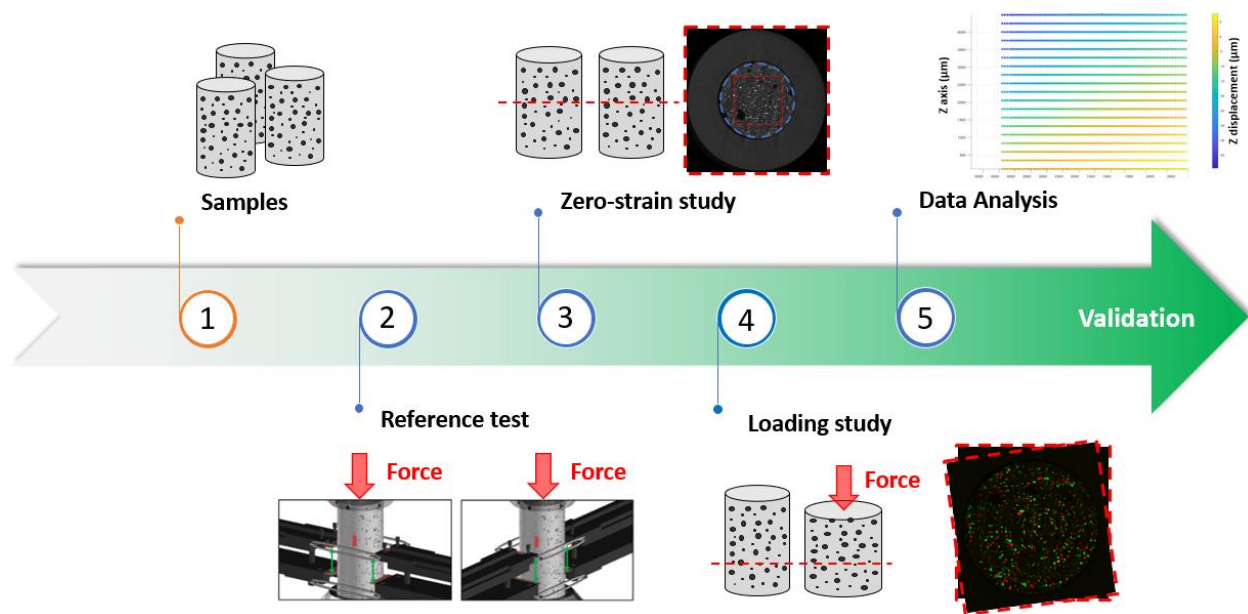 Z axis (μm)
Z displacement (μm)
Samples
Zero-strain study
Data Analysis
1
2
3
4
5
Validation
Reference test
Loading study
Force
Force
Force